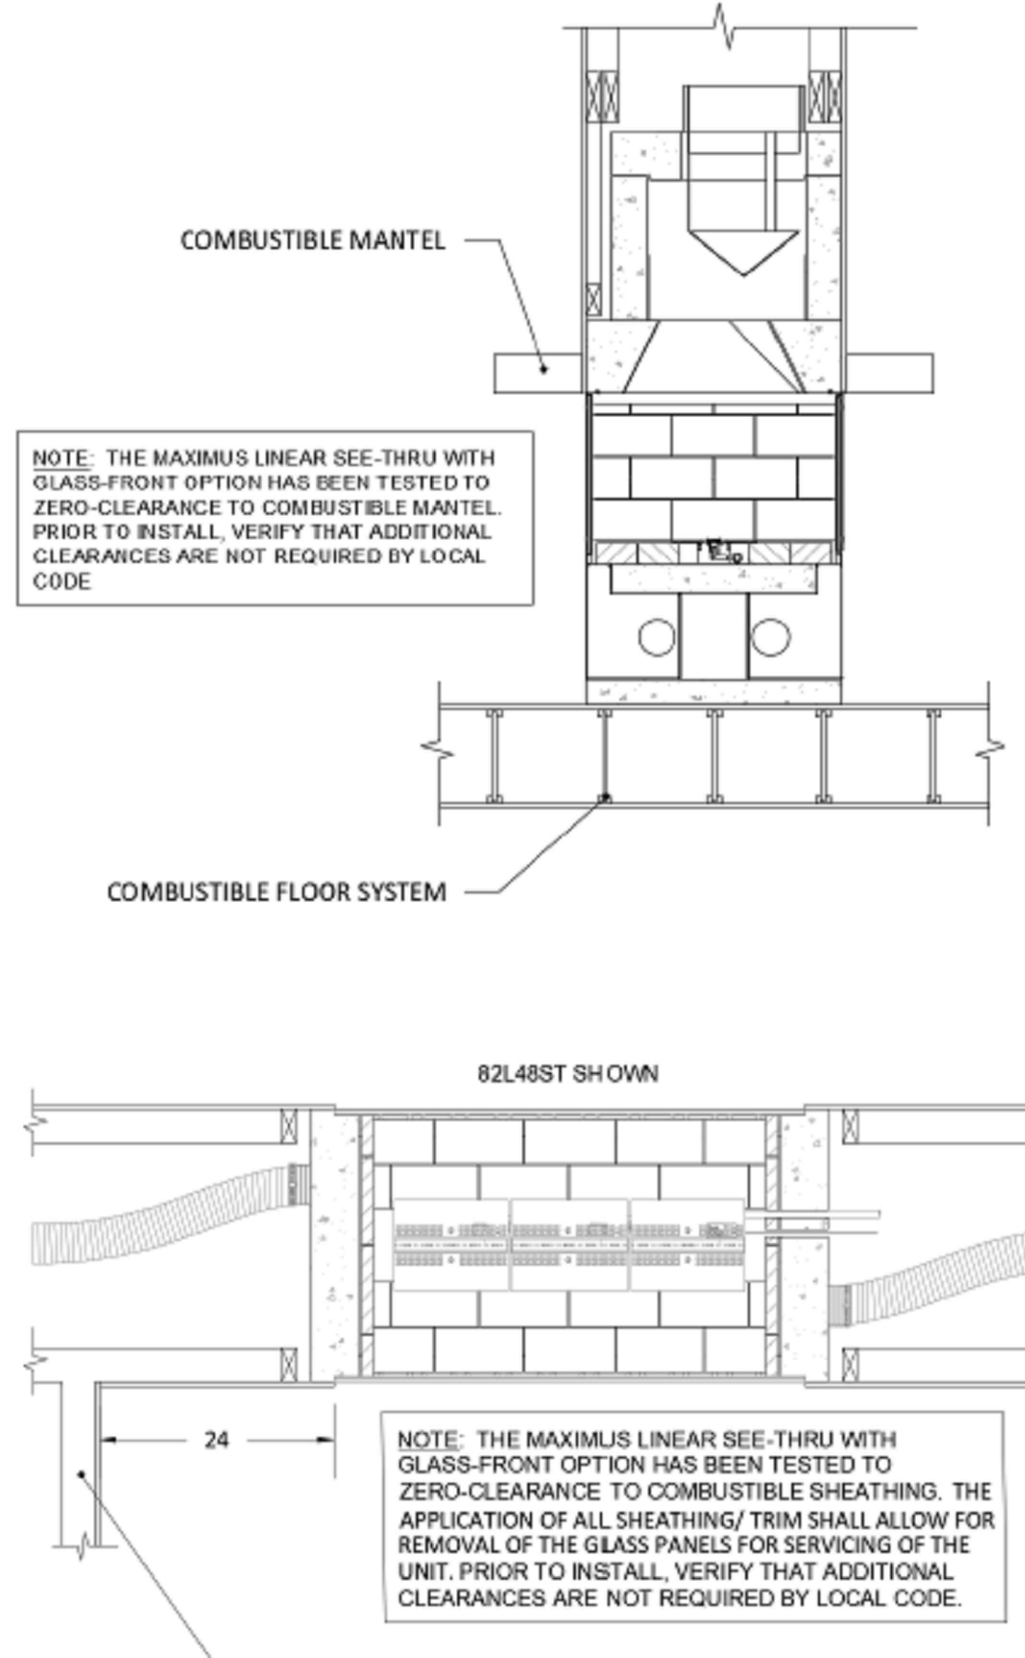 COMBUSTIBLE MANTEL
NOTE: THE MAXIMUS LINEAR SEE-THRU WITH
GLASS-FRONT OPTION HAS BEEN TESTED TO
ZERO-CLEARANCE TO COMBUSTIBLE MANTEL.
PRIOR TO INSTALL, VERIFY THAT ADDITIONAL
CLEARANCES ARE NOT REQUIRED BY LOCAL
CODE
COMBUSTIBLE FLOOR SYSTEM
82L48ST SHOWN
24
NOTE: THE MAXIMUS LINEAR SEE-THRU WITH
GLASS-FRONT OPTION HAS BEEN TESTED TO
ZERO-CLEARANCE TO COMBUSTIBLE SHEATHING. THE
APPLICATION OF ALL SHEATHING/ TRIM SHALL ALLOW FOR
REMOVAL OF THE GLASS PANELS FOR SERVICING OF THE
UNIT. PRIOR TO INSTALL, VERIFY THAT ADDITIONAL
CLEARANCES ARE NOT REQUIRED BY LOCAL CODE.